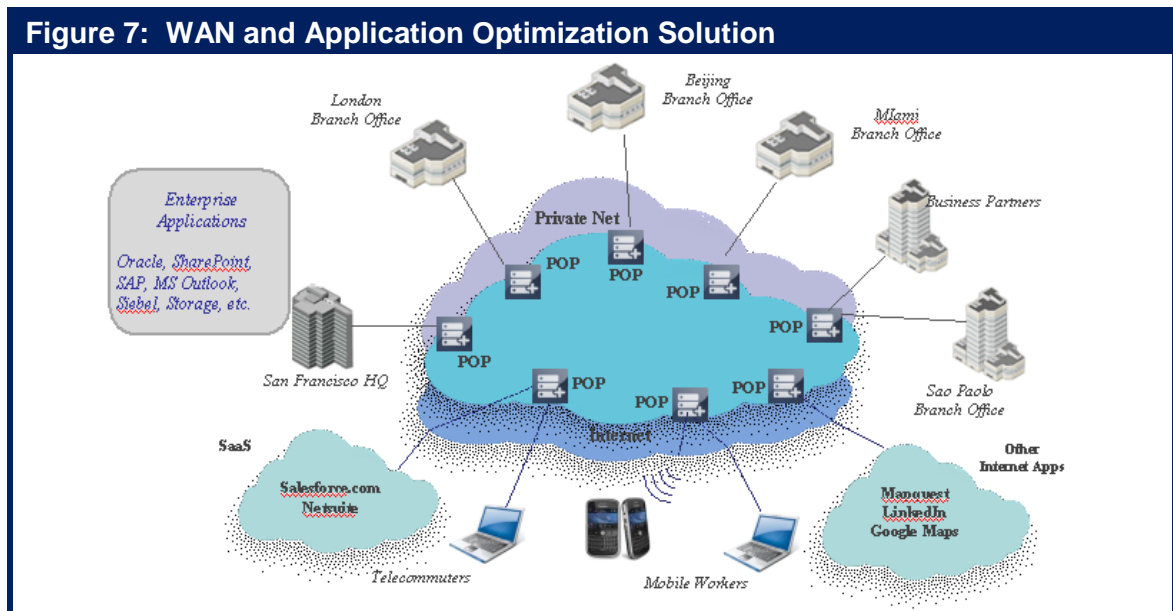 Figure 7: WAN and Application Optimization Solution
London
Branch Office
Beijing
Branch Office
MIami
Branch Office
Enterprise
Applications
Oracle, SharePoint,
SAP, MS Outlook,
Siebel, Storage, etc.
Private Net
Business Partners
POP
POP
POP
POP
POP
San Francisco HQ
POP
POP
POP
Sao Paolo
Branch Office
Internet
SaaS
Other
Internet Apps
Salesforce.com
Netsuite
Mapquest
LinkedIn
Google Maps
Telecommuters
Mobile Workers